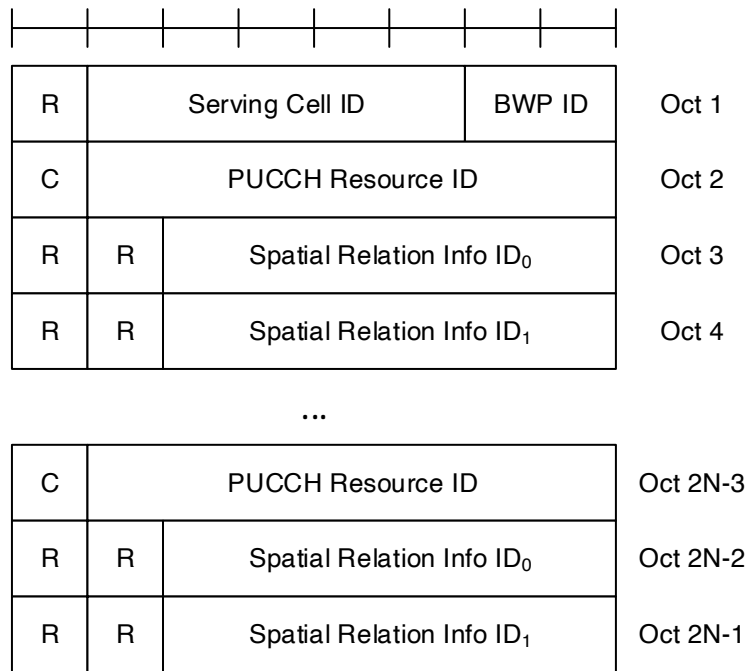 R Serving Cell ID BWP ID Oct 1
C PUCCH Resource ID Oct 2
R R Spatial Relation Info ID₀ Oct 3
R R Spatial Relation Info ID₁ Oct 4
...
C PUCCH Resource ID Oct 2N-3
R R Spatial Relation Info ID₀ Oct 2N-2
R R Spatial Relation Info ID₁ Oct 2N-1